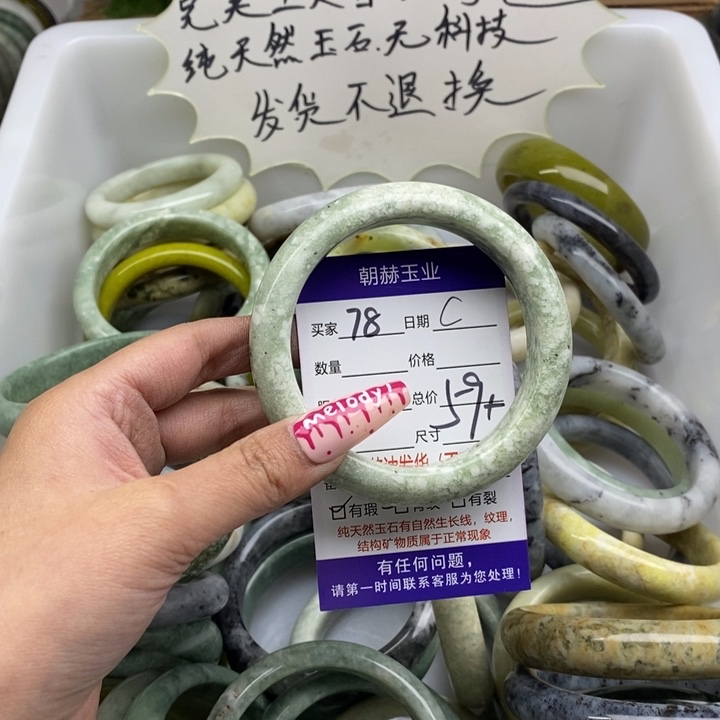 纯天然玉石.无科技
发货不退换
朝赫玉业
买家 78 日期 C
数量 价格
总价 59+
尺寸
melody!
有瑕 有纹 有裂
纯天然玉石有自然生长线，纹理，
结构矿物质属于正常现象
有任何问题，
请第一时间联系客服为您处理!